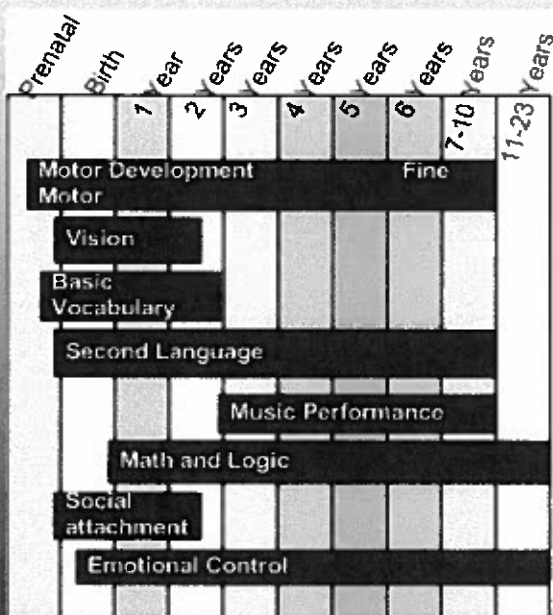 Prenatal
Birth
1 Year
2 Years
3 Years
4 Years
5 Years
6 Years
7-10 Years
11-23 Years
Motor Development Fine
Motor
Vision
Basic
Vocabulary
Second Language
Music Performance
Math and Logic
Social
attachment
Emotional Control